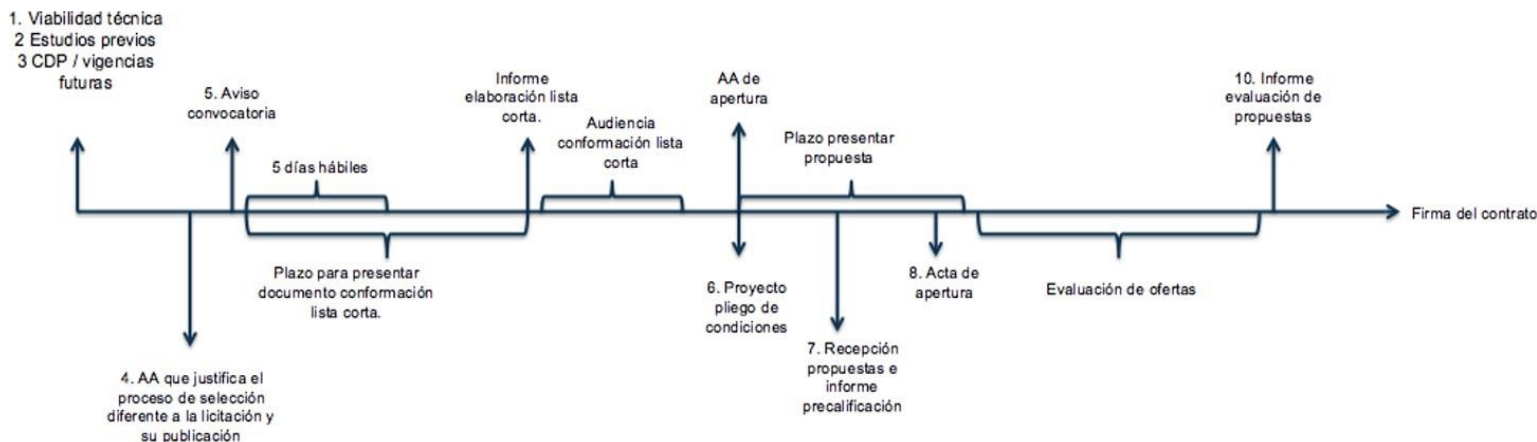 1. Viabilidad técnica
2 Estudios previos
3 CDP / vigencias
futuras
5. Aviso
convocatoria
5 días hábiles
Informe
elaboración lista
corta.
Audiencia
conformación lista
corta
AA de
apertura
Plazo presentar
propuesta
10. Informe
evaluación de
propuestas
Firma del contrato
4. AA que justifica el
proceso de selección
diferente a la licitación y
su publicación
Plazo para presentar
documento conformación
lista corta.
6. Proyecto
pliego de
condiciones
7. Recepción
propuestas e
informe
precalificación
8. Acta de
apertura
Evaluación de ofertas